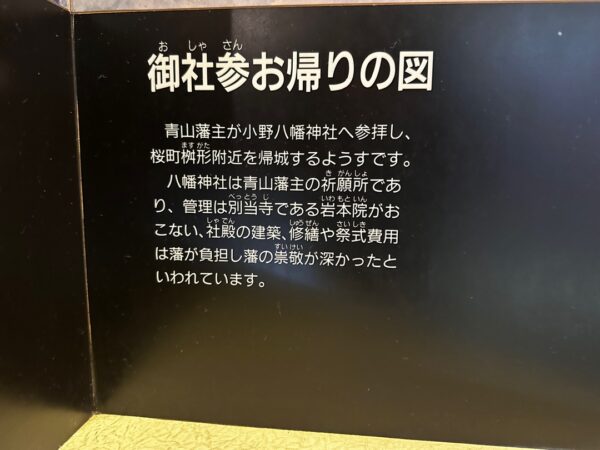 御社参お帰りの図
青山藩主が小野八幡神社へ参拝し、
桜町桝形附近を帰城するようすです。
八幡神社は青山藩主の祈願所であ
り、管理は別当寺である岩本院がお
こない、社殿の建築、修繕や祭式費用
は藩が負担し藩の崇敬が深かったと
いわれています。